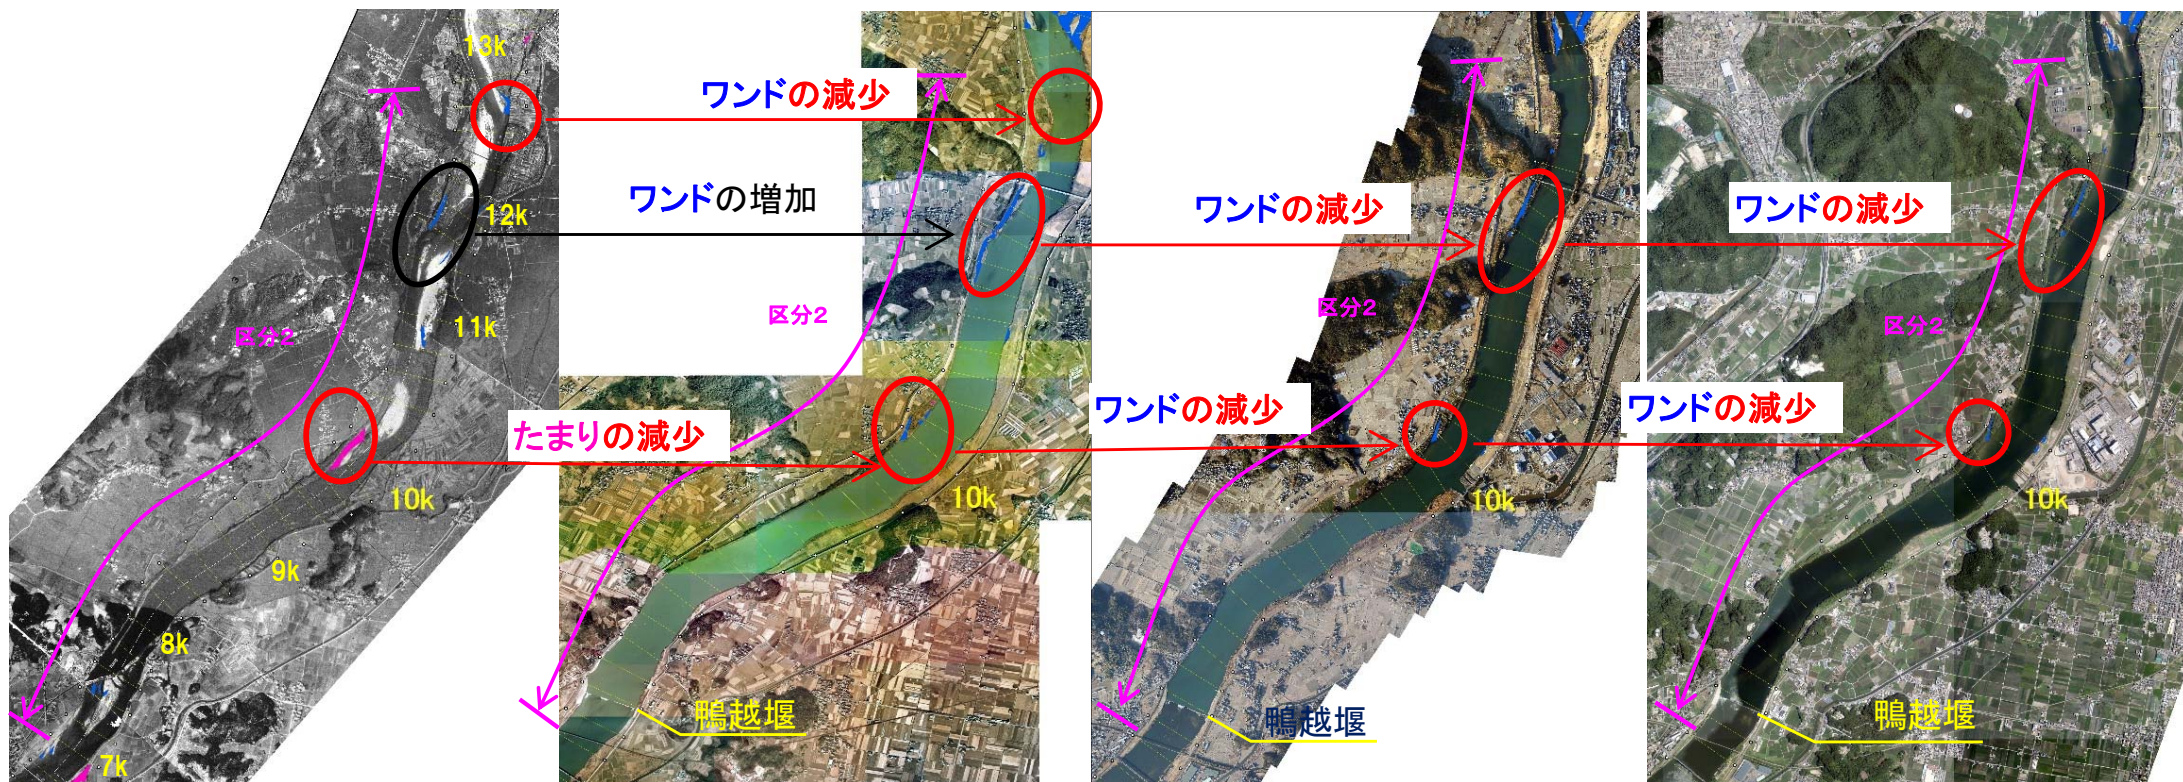 13k
ワンドの減少
ワンドの増加
12k
ワンドの減少
ワンドの減少
区分2
11k
区分2
区分2
区分2
たまりの減少
ワンドの減少
ワンドの減少
10k
10k
10k
10k
9k
8k
鴨越堰
鴨越堰
鴨越堰
7k